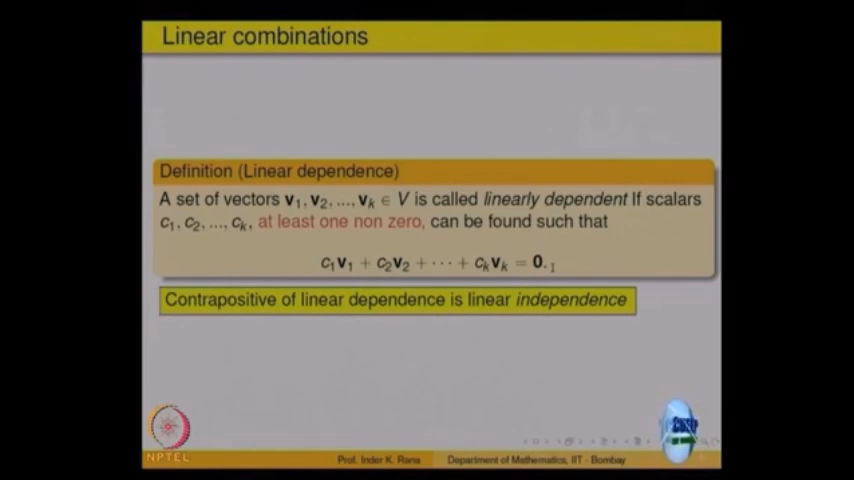 Linear combinations
Definition (Linear dependence)
A set of vectors v₁, v₂, ..., vₖ ∈ V is called linearly dependent If scalars
c₁, c₂, ..., cₖ, at least one non zero, can be found such that
c₁v₁ + c₂v₂ + ··· + cₖvₖ = 0.
Contrapositive of linear dependence is linear independence
NPTEL
Prof. Inder K. Rana Department of Mathematics, IIT - Bombay